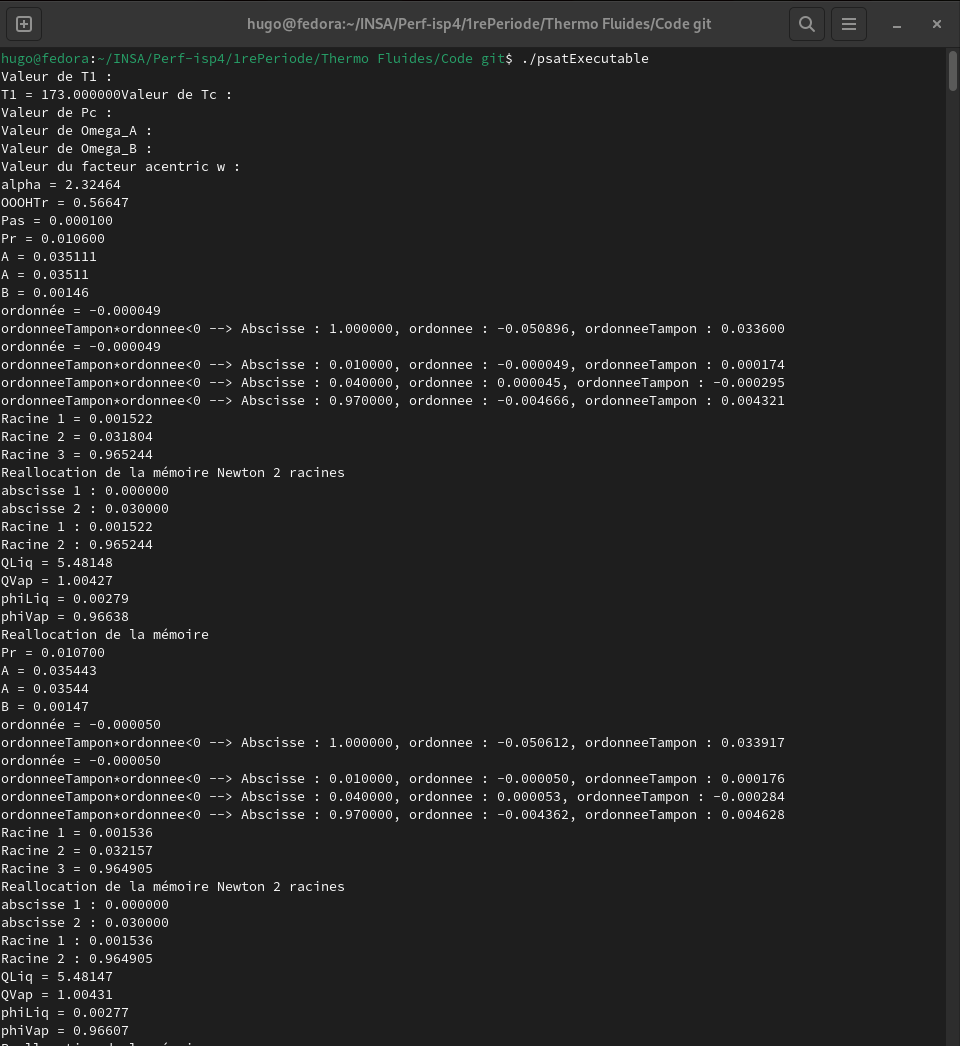 hugo@fedora:~/INSA/Perf-isp4/1rePeriode/Thermo Fluides/Code git
hugo@fedora:~/INSA/Perf-isp4/1rePeriode/Thermo Fluides/Code git$ ./psatExecutable
Valeur de T1 :
T1 = 173.000000Valeur de Tc :
Valeur de Pc :
Valeur de Omega_A :
Valeur de Omega_B :
Valeur du facteur acentric w :
alpha = 2.32464
OOOHTr = 0.56647
Pas = 0.000100
Pr = 0.010600
A = 0.035111
A = 0.03511
B = 0.00146
ordonnée = -0.000049
ordonneeTampon*ordonnee<0 --> Abscisse : 1.000000, ordonnee : -0.050896, ordonneeTampon : 0.033600
ordonnée = -0.000049
ordonneeTampon*ordonnee<0 --> Abscisse : 0.010000, ordonnee : -0.000049, ordonneeTampon : 0.000174
ordonneeTampon*ordonnee<0 --> Abscisse : 0.040000, ordonnee : 0.000045, ordonneeTampon : -0.000295
ordonneeTampon*ordonnee<0 --> Abscisse : 0.970000, ordonnee : -0.004666, ordonneeTampon : 0.004321
Racine 1 = 0.001522
Racine 2 = 0.031804
Racine 3 = 0.965244
Reallocation de la mémoire Newton 2 racines
abscisse 1 : 0.000000
abscisse 2 : 0.030000
Racine 1 : 0.001522
Racine 2 : 0.965244
QLiq = 5.48148
QVap = 1.00427
phiLiq = 0.00279
phiVap = 0.96638
Reallocation de la mémoire
Pr = 0.010700
A = 0.035443
A = 0.03544
B = 0.00147
ordonnée = -0.000050
ordonneeTampon*ordonnee<0 --> Abscisse : 1.000000, ordonnee : -0.050612, ordonneeTampon : 0.033917
ordonnée = -0.000050
ordonneeTampon*ordonnee<0 --> Abscisse : 0.010000, ordonnee : -0.000050, ordonneeTampon : 0.000176
ordonneeTampon*ordonnee<0 --> Abscisse : 0.040000, ordonnee : 0.000053, ordonneeTampon : -0.000284
ordonneeTampon*ordonnee<0 --> Abscisse : 0.970000, ordonnee : -0.004362, ordonneeTampon : 0.004628
Racine 1 = 0.001536
Racine 2 = 0.032157
Racine 3 = 0.964905
Reallocation de la mémoire Newton 2 racines
abscisse 1 : 0.000000
abscisse 2 : 0.030000
Racine 1 : 0.001536
Racine 2 : 0.964905
QLiq = 5.48147
QVap = 1.00431
phiLiq = 0.00277
phiVap = 0.96607